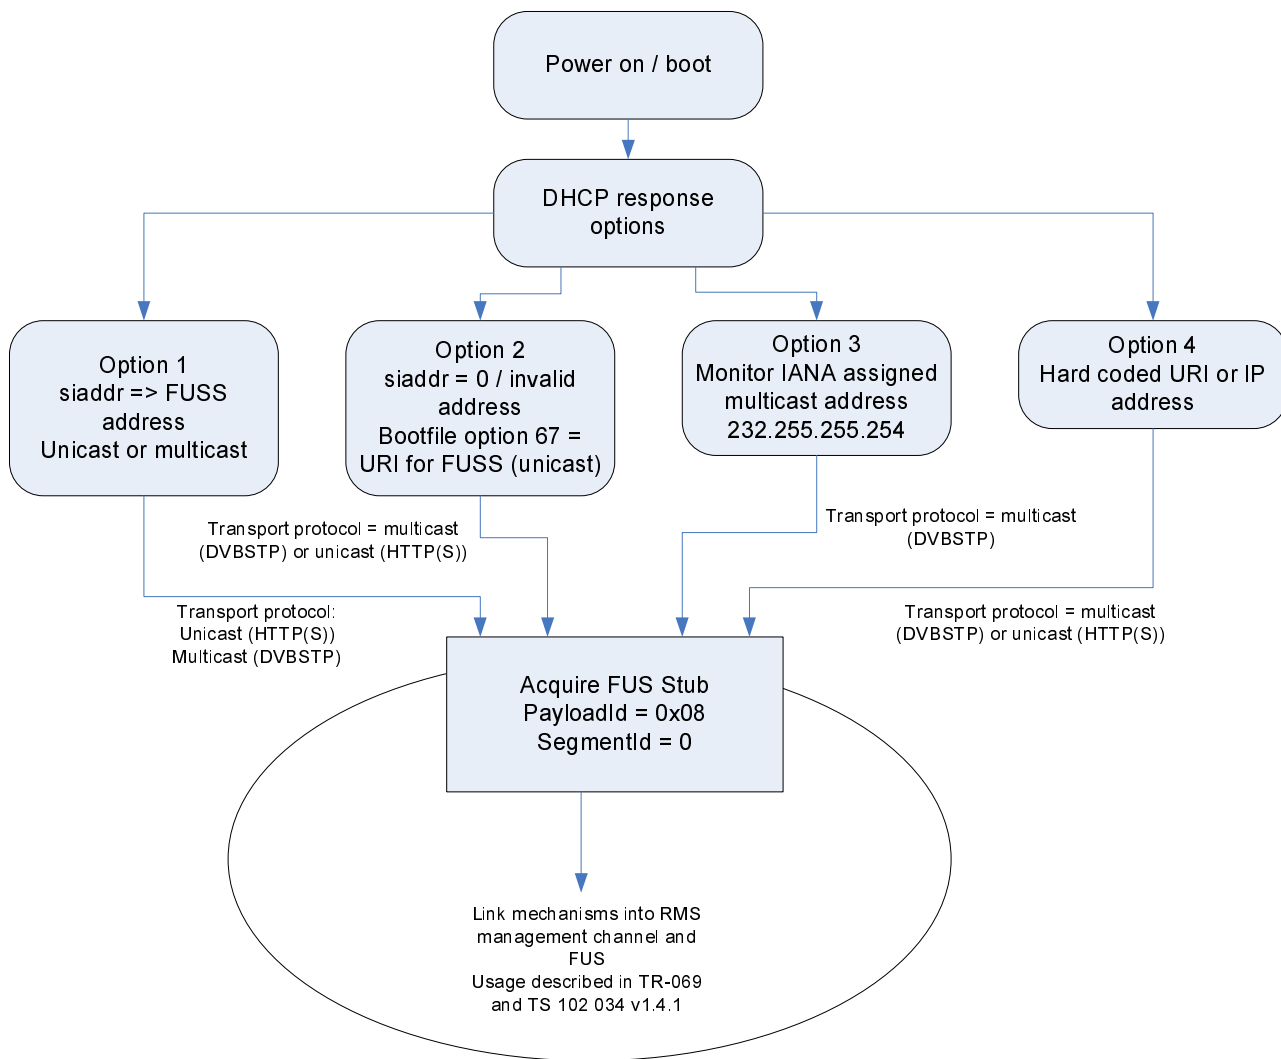 Power on / boot
DHCP response
options
Option 1
siaddr => FUSS
address
Unicast or multicast
Option 2
siaddr = 0 / invalid
address
Bootfile option 67 =
URI for FUSS (unicast)
Option 3
Monitor IANA assigned
multicast address
232.255.255.254
Option 4
Hard coded URI or IP
address
Transport protocol = multicast
(DVBSTP) or unicast (HTTP(S))
Transport protocol = multicast
(DVBSTP)
Transport protocol:
Unicast (HTTP(S))
Multicast (DVBSTP)
Transport protocol = multicast
(DVBSTP) or unicast (HTTP(S))
Acquire FUS Stub
PayloadId = 0x08
SegmentId = 0
Link mechanisms into RMS
management channel and
FUS
Usage described in TR-069
and TS 102 034 v1.4.1